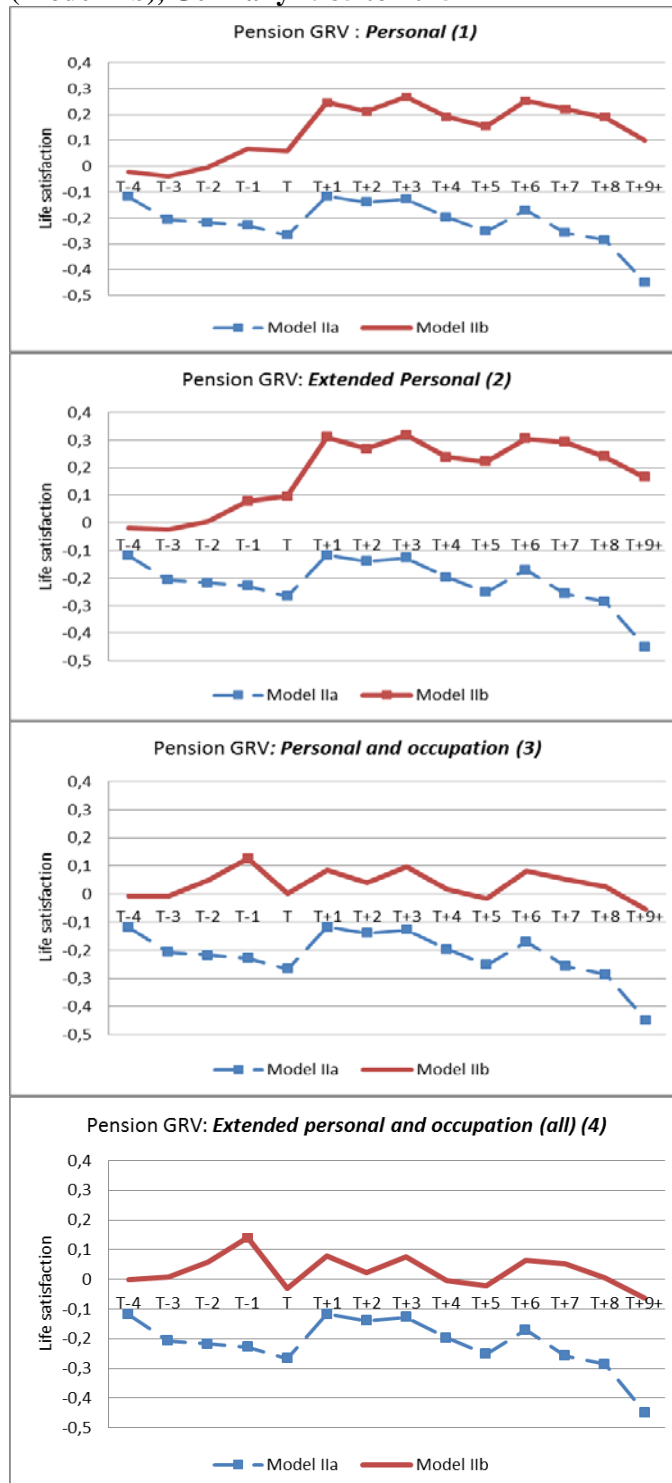 Pension GRV : Personal (1)
Life satisfaction
0,4
0,3
0,2
0,1
0
-0,1
-0,2
-0,3
-0,4
-0,5
T-4 T-3 T-2 T-1 T T+1 T+2 T+3 T+4 T+5 T+6 T+7 T+8 T+9+
Model IIa Model IIb
Pension GRV: Extended Personal (2)
Life satisfaction
0,4
0,3
0,2
0,1
0
-0,1
-0,2
-0,3
-0,4
-0,5
T-4 T-3 T-2 T-1 T T+1 T+2 T+3 T+4 T+5 T+6 T+7 T+8 T+9+
Model IIa Model IIb
Pension GRV: Personal and occupation (3)
Life satisfaction
0,4
0,3
0,2
0,1
0
-0,1
-0,2
-0,3
-0,4
-0,5
T-4 T-3 T-2 T-1 T T+1 T+2 T+3 T+4 T+5 T+6 T+7 T+8 T+9+
Model IIa Model IIb
Pension GRV: Extended personal and occupation (all) (4)
Life satisfaction
0,4
0,3
0,2
0,1
0
-0,1
-0,2
-0,3
-0,4
-0,5
T-4 T-3 T-2 T-1 T T+1 T+2 T+3 T+4 T+5 T+6 T+7 T+8 T+9+
Model IIa Model IIb